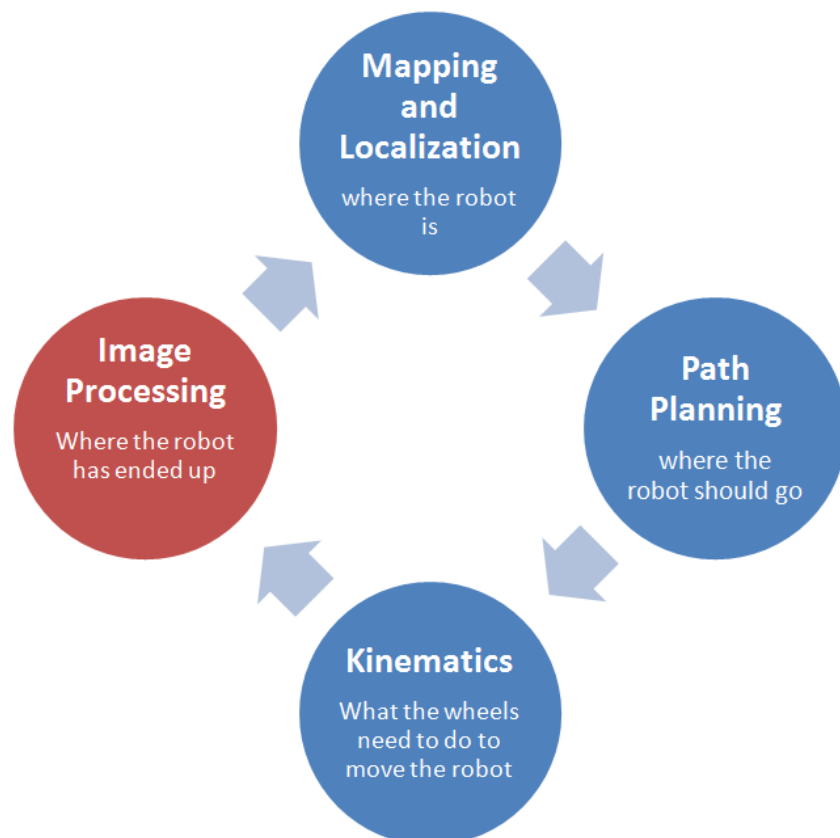 Mapping
and
Localization
where the robot
is
Path
Planning
where the
robot should go
Kinematics
What the wheels
need to do to
move the robot
Image
Processing
Where the robot
has ended up